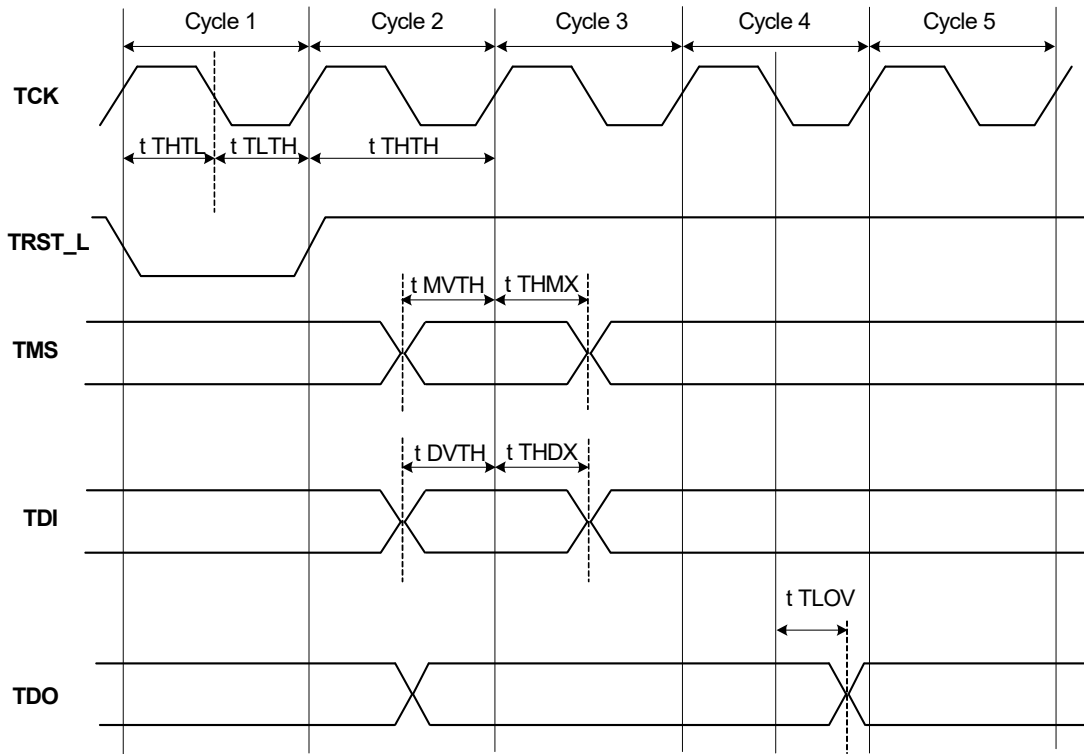 Cycle 1 Cycle 2 Cycle 3 Cycle 4 Cycle 5
TCK
t THTL t TLTH t THTH
TRST_L
t MVTH t THMX
TMS
t DVTH t THDX
TDI
t TLOV
TDO